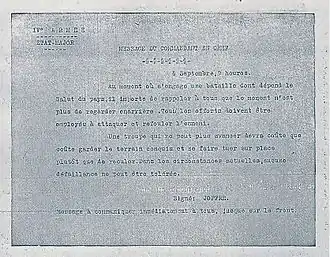 IVe ARMEE
ETAT-MAJOR
MESSAGE DU COMMANDANT EN CHEF
Septembre, 9 heures.
Au moment où s'engage une bataille dont dépend le
Salut du pays, il importe de rappeler à tous que le moment n'est
plus de regarder en arrière. Tous les efforts doivent être
employés à attaquer et refouler l'ennemi.
Une troupe qui ne peut plus avancer devra coûte que
coûte garder le terrain conquis et se faire tuer sur place
plutôt que de reculer. Dans les circonstances actuelles, aucune
défaillance ne peut être tolérée.
Signé: JOFFRE.
Message à communiquer immédiatement à tous, jusque sur le front